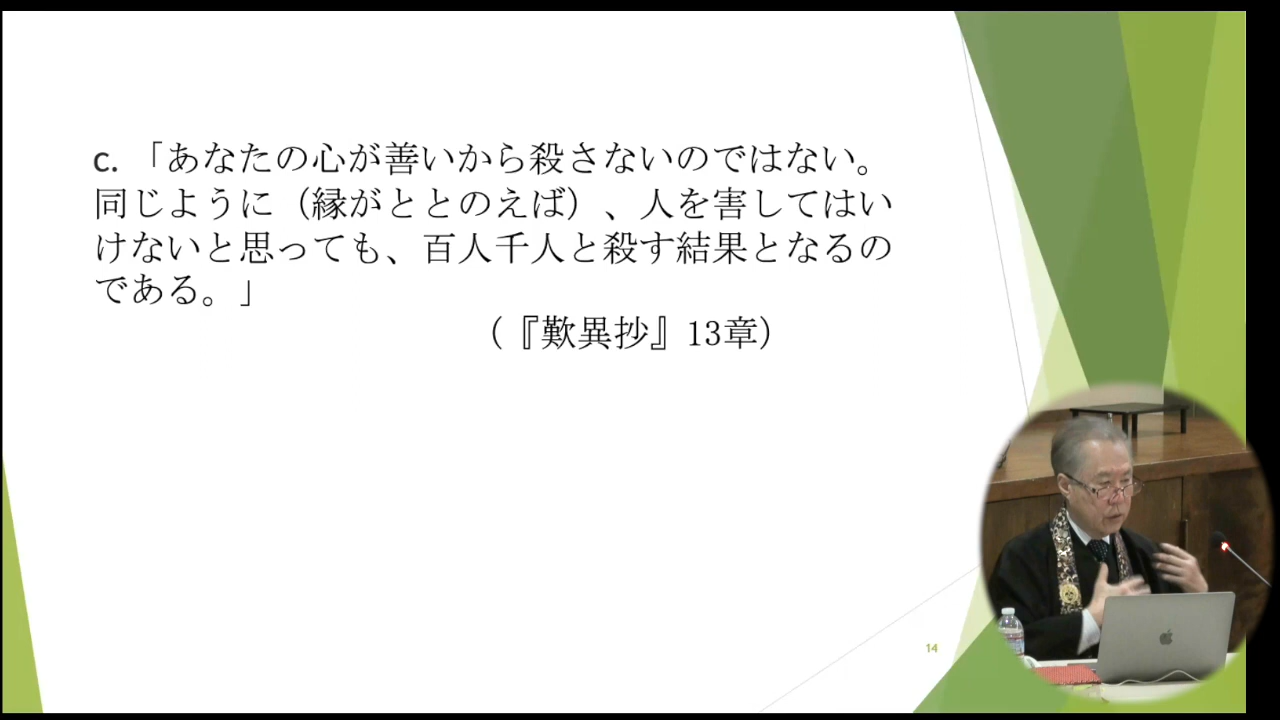 c. 「あなたの心が善いから殺さないのではない。
同じように（縁がととのえば）、人を害してはい
けないと思っても、百人千人と殺す結果となるの
である。」
（『歎異抄』13章）
14